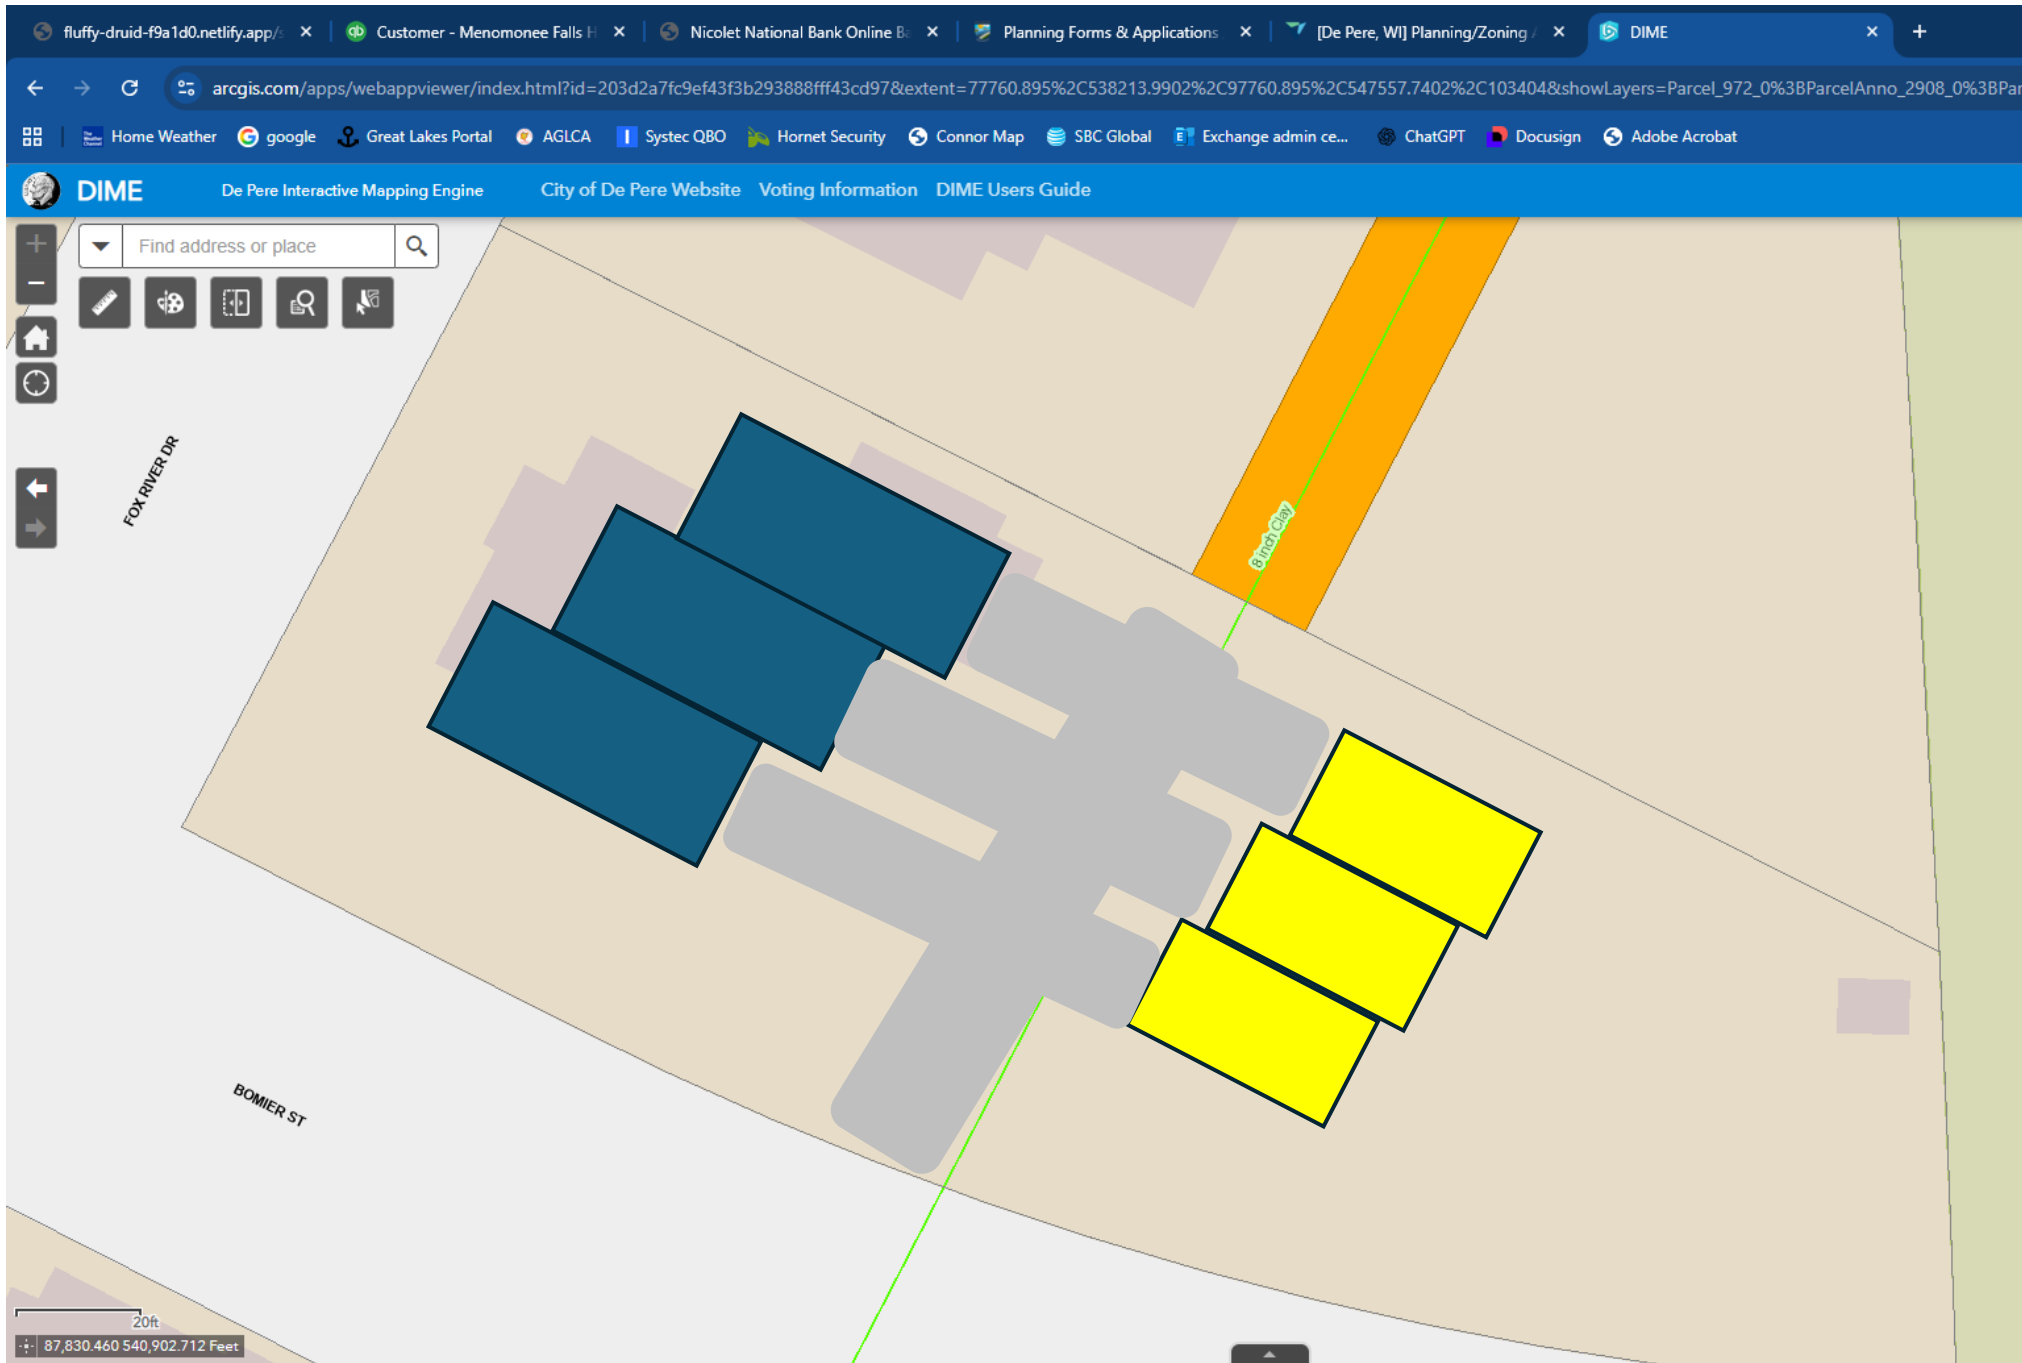 fluffy-druid-f9a1d0.netlify.app/
Customer - Menomonee Falls H
Nicolet National Bank Online Ba
Planning Forms & Applications
[De Pere, WI] Planning/Zoning A
DIME
arcgis.com/apps/webappviewer/index.html?id=203d2a7fc9ef43f3b293888fff43cd97&extent=77760.895%2C538213.9902%2C97760.895%2C547557.7402%2C103404&showLayers=Parcel_972_0%3BParcelAnno_2908_0%3BPar
Home Weather
google
Great Lakes Portal
AGLCA
Systec QBO
Hornet Security
Connor Map
SBC Global
Exchange admin ce...
ChatGPT
Docusign
Adobe Acrobat
DIME
De Pere Interactive Mapping Engine
City of De Pere Website
Voting Information
DIME Users Guide
Find address or place
FOX RIVER DR
8 inch Clay
BOMIER ST
20ft
87,830.460 540,902.712 Feet